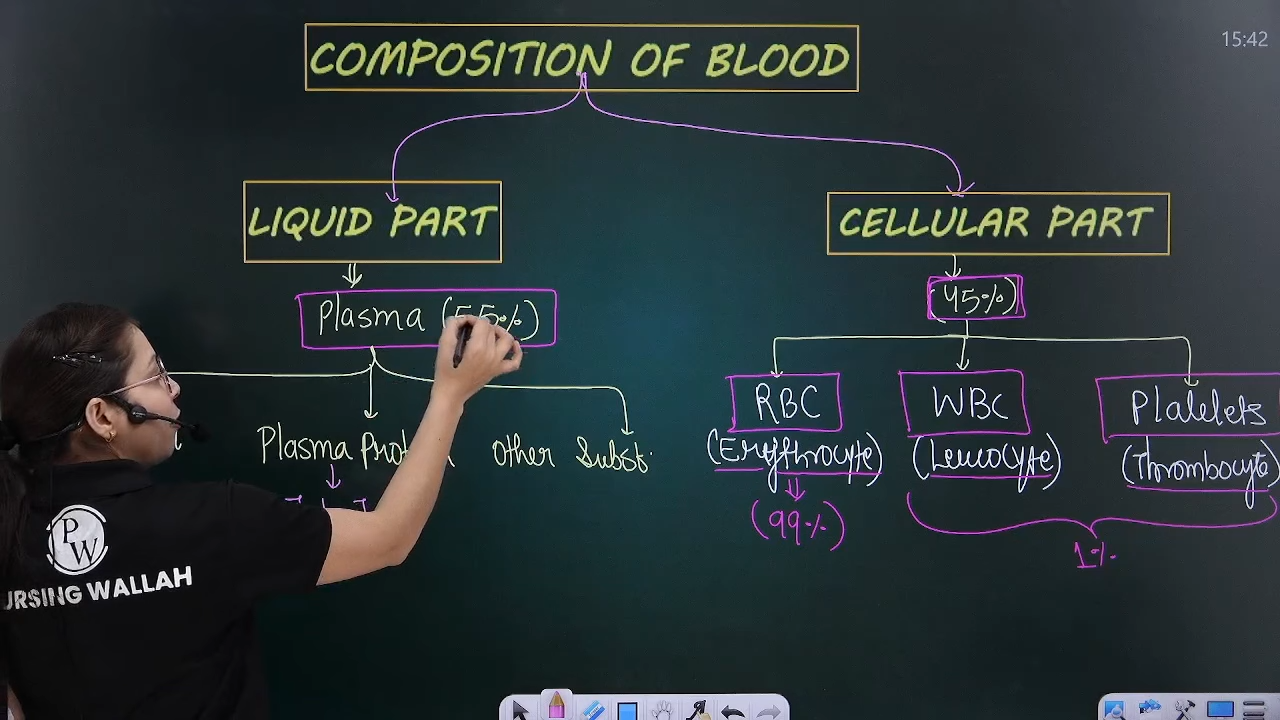 15:42
COMPOSITION OF BLOOD
LIQUID PART
CELLULAR PART
Plasma (55%)
(45%)
RBC
WBC
Platelets
Plasma
Other Subst.
(Erythrocyte)
(Leucocyte)
(Thrombocyte)
(99%)
1%
PW
URSING WALLAH